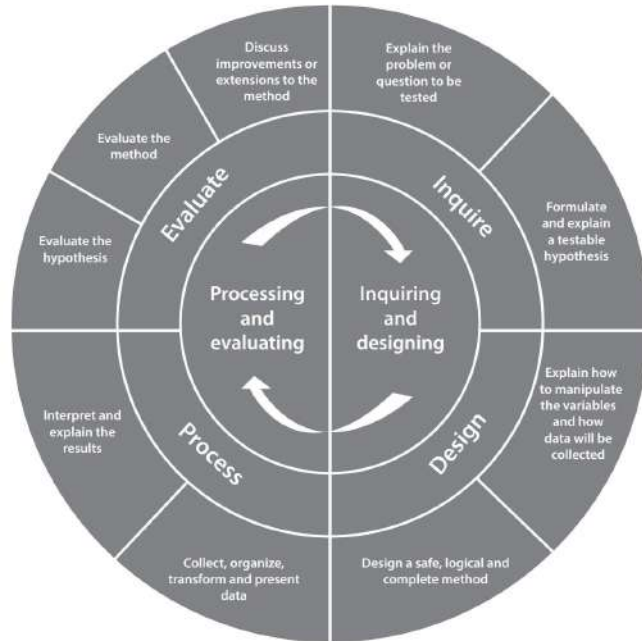 Discuss
improvements or
extensions to the
method
Explain the
problem or
question to be
tested
Evaluate the
method
Evaluate
Inquire
Evaluate the
hypothesis
Formulate
and explain
a testable
hypothesis
Processing
and
evaluating
Inquiring
and
designing
Interpret and
explain the
results
Process
Design
Explain how
to manipulate
the variables
and how
data will be
collected
Collect, organize,
transform and present
data
Design a safe, logical and
complete method